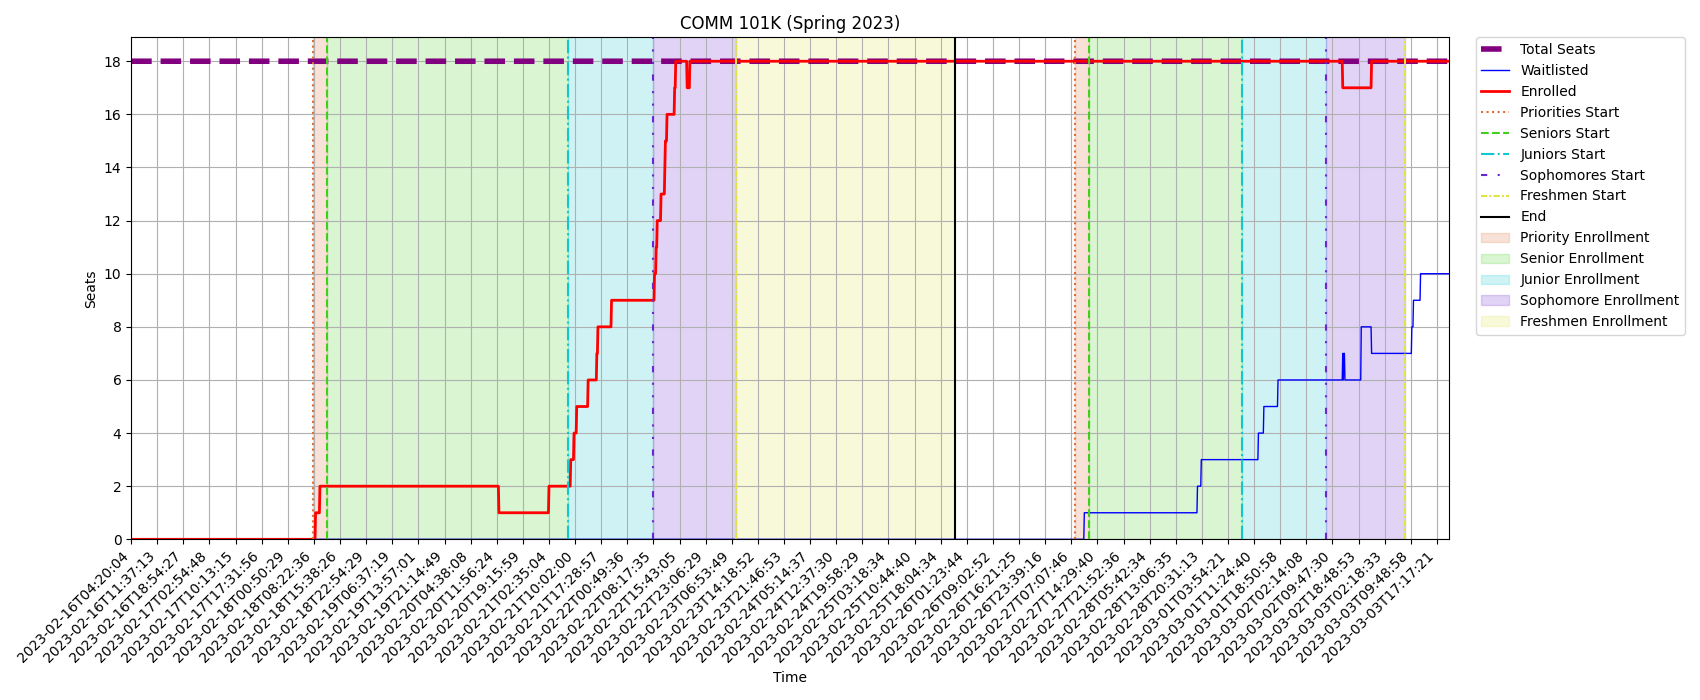 COMM 101K (Spring 2023)
Seats
18
16
14
12
10
8
6
4
2
0
2023-02-16T04:20:04
2023-02-16T11:37:13
2023-02-16T18:54:27
2023-02-17T02:54:48
2023-02-17T10:13:15
2023-02-17T17:31:56
2023-02-18T00:50:29
2023-02-18T08:22:36
2023-02-18T15:38:26
2023-02-18T22:54:29
2023-02-19T06:37:19
2023-02-19T13:57:01
2023-02-19T21:14:49
2023-02-20T04:38:08
2023-02-20T11:56:24
2023-02-20T19:15:59
2023-02-21T02:35:04
2023-02-21T10:02:00
2023-02-21T17:28:57
2023-02-22T00:49:36
2023-02-22T08:17:35
2023-02-22T15:43:05
2023-02-22T23:06:29
2023-02-23T06:53:49
2023-02-23T14:18:52
2023-02-23T21:46:53
2023-02-24T05:14:37
2023-02-24T12:37:30
2023-02-24T19:58:29
2023-02-25T03:18:34
2023-02-25T10:44:40
2023-02-25T18:04:34
2023-02-26T01:23:44
2023-02-26T09:02:52
2023-02-26T16:21:25
2023-02-26T23:39:16
2023-02-27T07:07:46
2023-02-27T14:29:40
2023-02-27T21:52:36
2023-02-28T05:42:34
2023-02-28T13:06:35
2023-02-28T20:31:13
2023-03-01T03:54:21
2023-03-01T11:24:40
2023-03-01T18:50:58
2023-03-02T02:14:08
2023-03-02T09:47:30
2023-03-02T18:48:53
2023-03-03T02:18:33
2023-03-03T09:48:58
2023-03-03T17:17:21
Time
Total Seats
Waitlisted
Enrolled
Priorities Start
Seniors Start
Juniors Start
Sophomores Start
Freshmen Start
End
Priority Enrollment
Senior Enrollment
Junior Enrollment
Sophomore Enrollment
Freshmen Enrollment